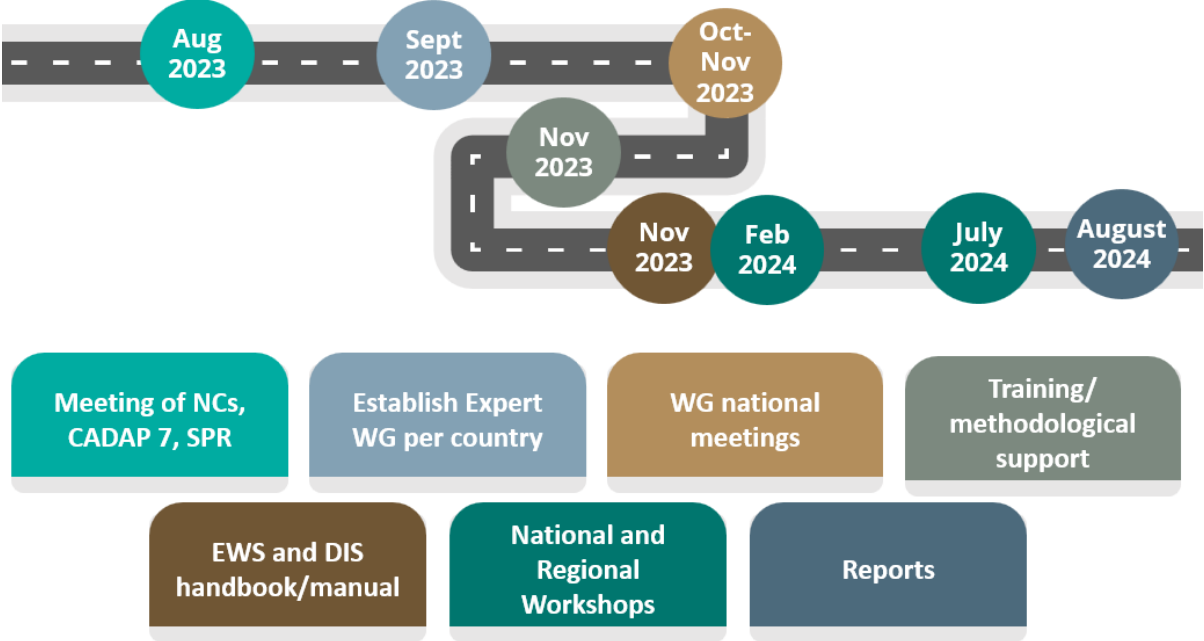 Aug
2023
Sept
2023
Oct-
Nov
2023
Nov
2023
Nov
2023
Feb
2024
July
2024
August
2024
Meeting of NCs,
CADAP 7, SPR
Establish Expert
WG per country
WG national
meetings
Training/
methodological
support
EWS and DIS
handbook/manual
National and
Regional
Workshops
Reports